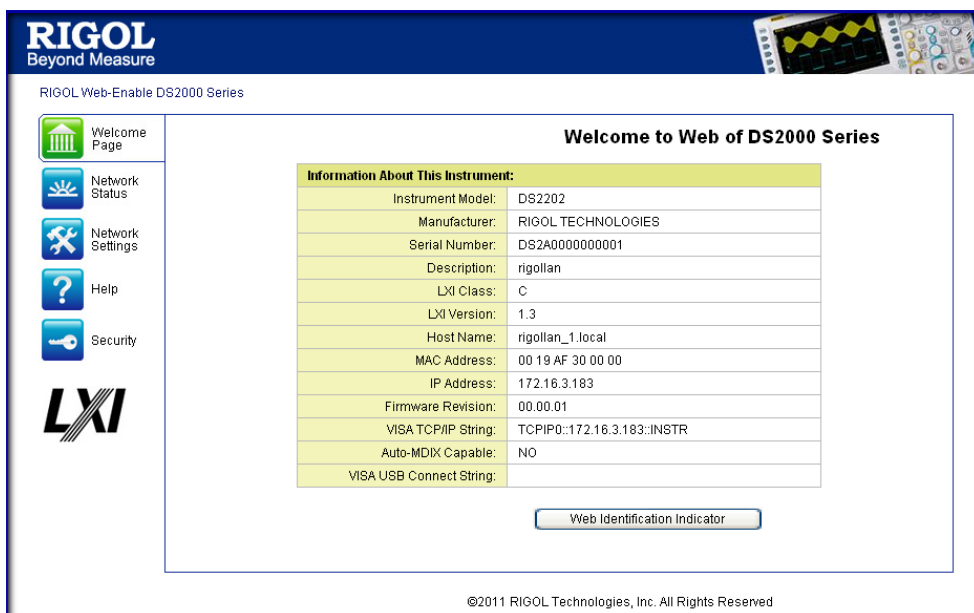 RIGOL
Beyond Measure
RIGOL Web-Enable DS2000 Series
Welcome Page
Network Status
Network Settings
Help
Security
LXI
Welcome to Web of DS2000 Series
Information About This Instrument:
Instrument Model: DS2202
Manufacturer: RIGOL TECHNOLOGIES
Serial Number: DS2A0000000001
Description: rigollan
LXI Class: C
LXI Version: 1.3
Host Name: rigollan_1.local
MAC Address: 00 19 AF 30 00 00
IP Address: 172.16.3.183
Firmware Revision: 00.00.01
VISA TCP/IP String: TCPIP0::172.16.3.183::INSTR
Auto-MDIX Capable: NO
VISA USB Connect String:
Web Identification Indicator
©2011 RIGOL Technologies, Inc. All Rights Reserved